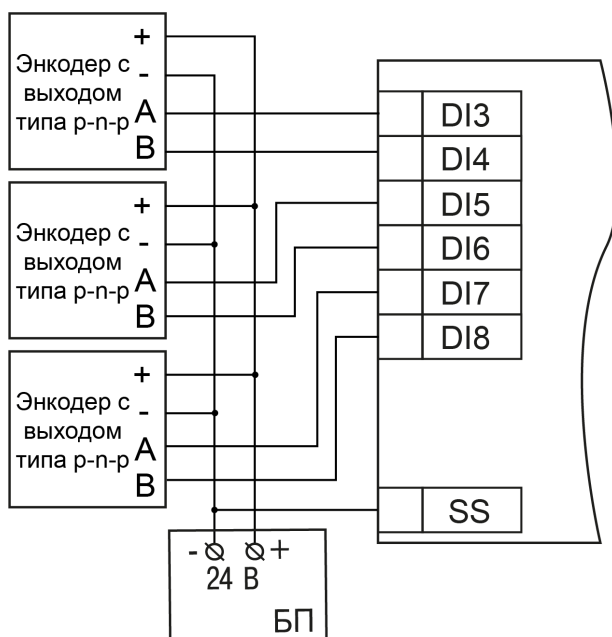 Энкодер с
выходом
типа p-n-p
+
-
A
B
Энкодер с
выходом
типа p-n-p
+
-
A
B
Энкодер с
выходом
типа p-n-p
+
-
A
B
DI3
DI4
DI5
DI6
DI7
DI8
SS
- +
24 В
БП